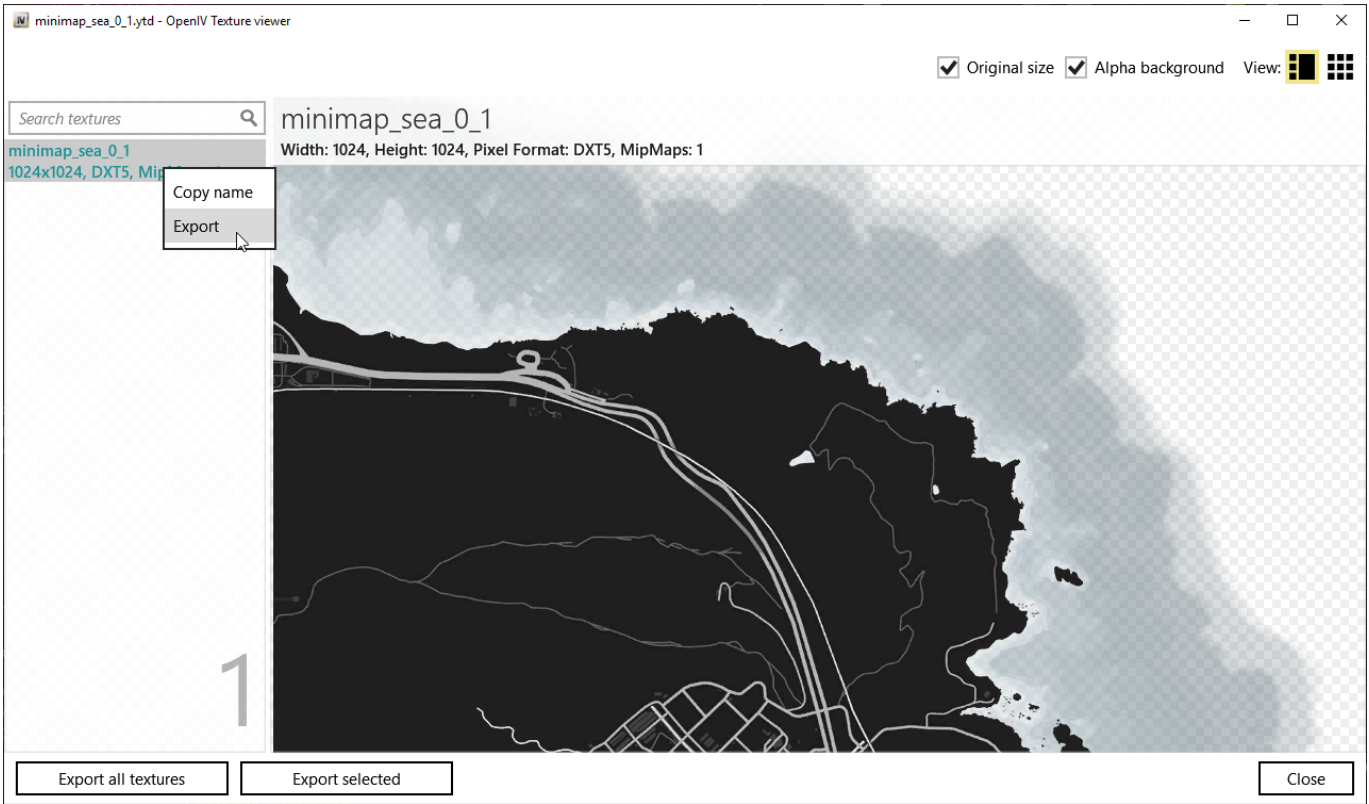 minimap_sea_0_1.ytd - OpenIV Texture viewer
Original size
Alpha background
View:
Search textures
minimap_sea_0_1
1024x1024, DXT5,
Copy name
Export
minimap_sea_0_1
Width: 1024, Height: 1024, Pixel Format: DXT5, MipMaps: 1
1
Export all textures
Export selected
Close